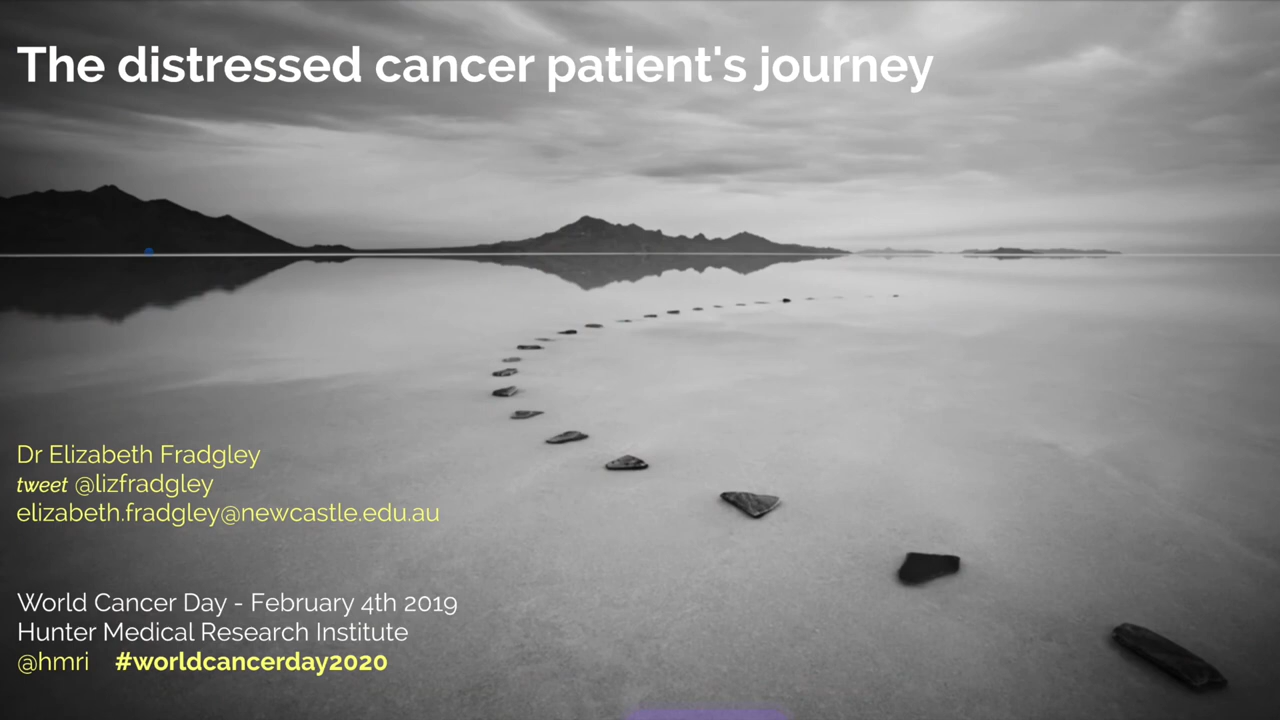 The distressed cancer patient's journey
Dr Elizabeth Fradgley
tweet @lizfradgley
elizabeth.fradgley@newcastle.edu.au
World Cancer Day - February 4th 2019
Hunter Medical Research Institute
@hmri #worldcancerday2020